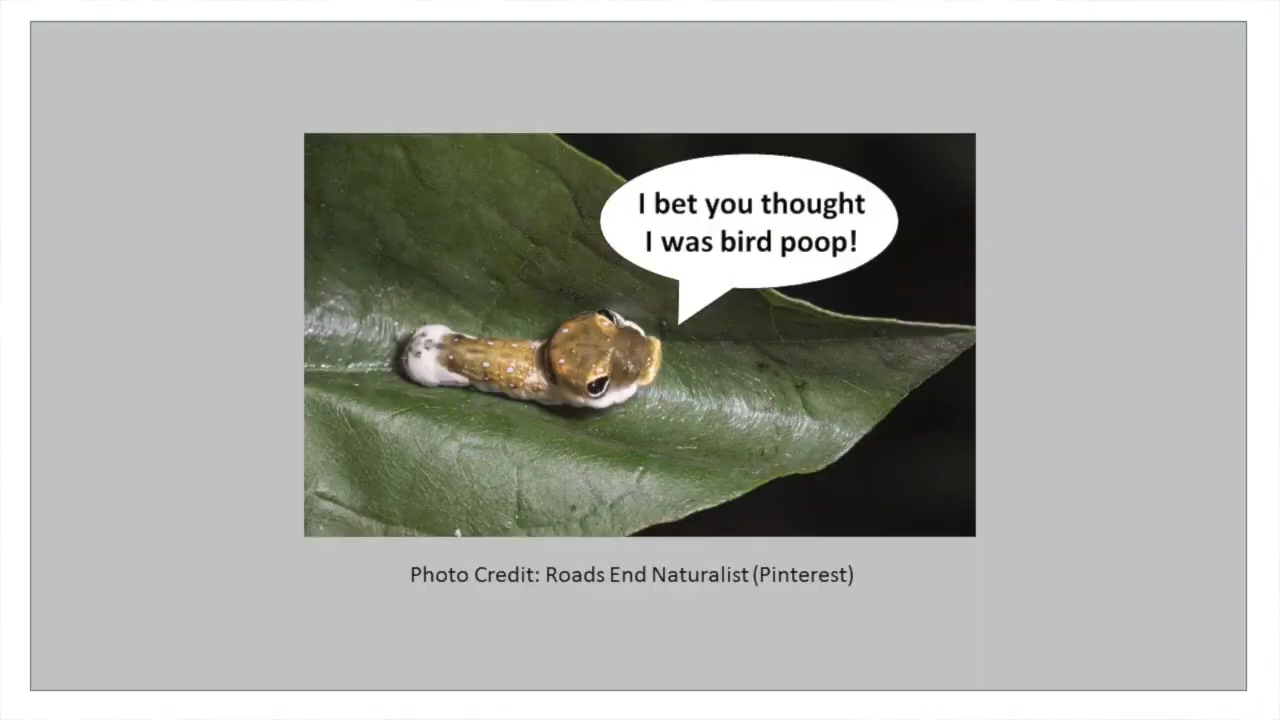 I bet you thought
I was bird poop!
Photo Credit: Roads End Naturalist (Pinterest)